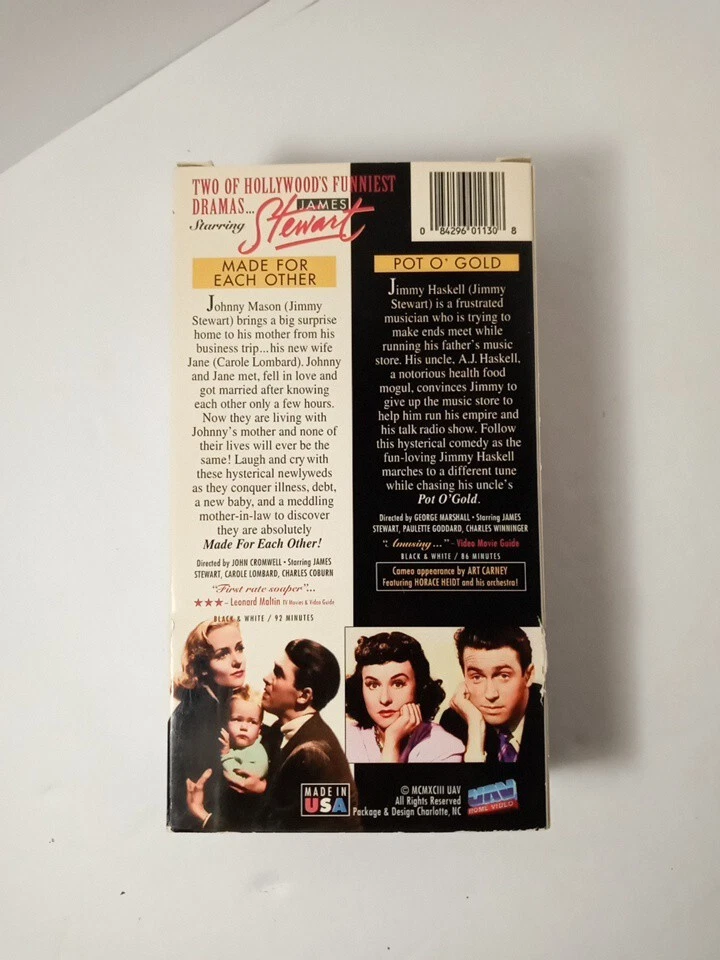 TWO OF HOLLYWOOD'S FUNNIEST
DRAMAS...
Starring
JAMES
Stewart
0 84296 01130 8
MADE FOR
EACH OTHER
Johnny Mason (Jimmy
Stewart) brings a big surprise
home to his mother from his
business trip...his new wife
Jane (Carole Lombard). Johnny
and Jane met, fell in love and
got married after knowing
each other only a few hours.
Now they are living with
Johnny's mother and none of
their lives will ever be the
same! Laugh and cry with
these hysterical newlyweds
as they conquer illness, debt,
a new baby, and a meddling
mother-in-law to discover
they are absolutely
Made For Each Other!
Directed by JOHN CROMWELL • Starring JAMES
STEWART, CAROLE LOMBARD, CHARLES COBURN
"First rate soaper"...
★★★ – Leonard Maltin TV Movies & Video Guide
BLACK & WHITE / 92 MINUTES
POT O' GOLD
Jimmy Haskell (Jimmy
Stewart) is a frustrated
musician who is trying to
make ends meet while
running his father's music
store. His uncle, A.J. Haskell,
a notorious health food
mogul, convinces Jimmy to
give up the music store to
help him run his empire and
his talk radio show. Follow
this hysterical comedy as the
fun-loving Jimmy Haskell
marches to a different tune
while chasing his uncle's
Pot O'Gold.
Directed by GEORGE MARSHALL • Starring JAMES
STEWART, PAULETTE GODDARD, CHARLES WINNINGER
"Amusing..." – Video Movie Guide
BLACK & WHITE / 86 MINUTES
Cameo appearance by ART CARNEY
Featuring HORACE HEIDT and his orchestra!
MADE IN
USA
© MCMXCIII UAV
All Rights Reserved
Package & Design Charlotte, NC
UAV
HOME VIDEO